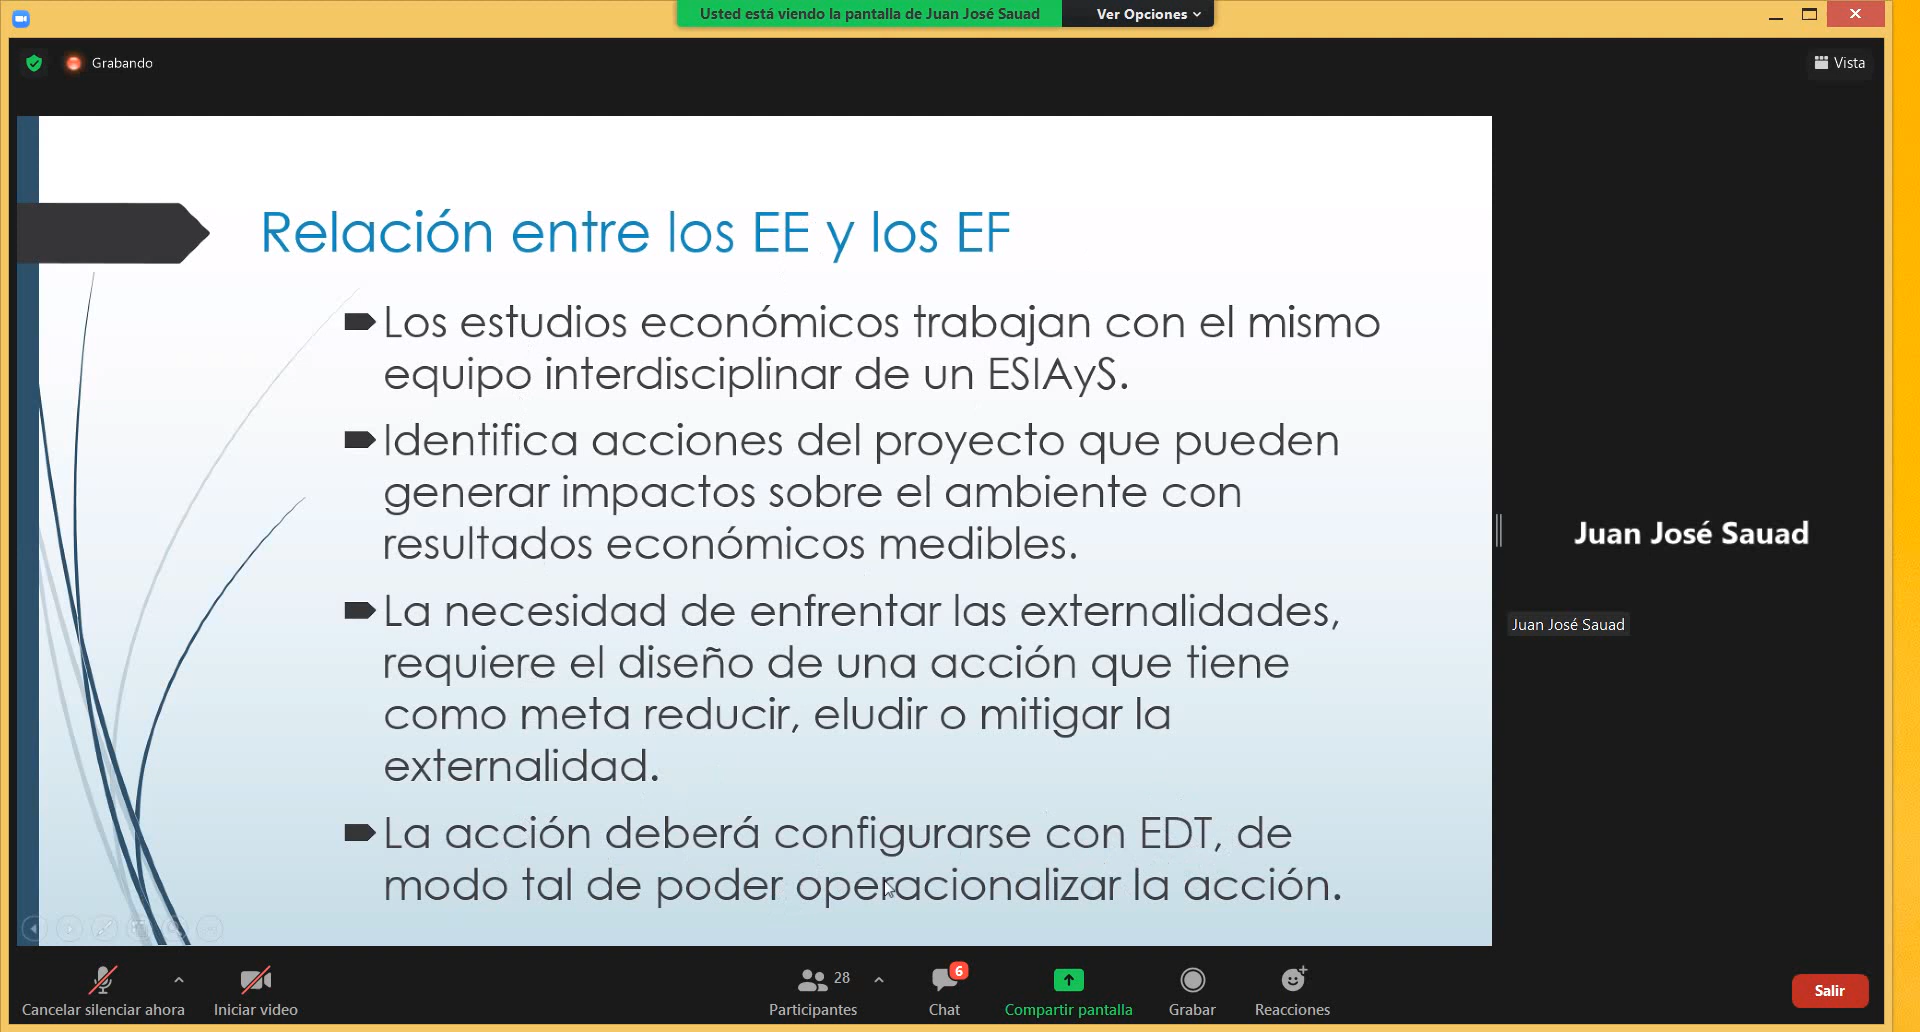 Usted está viendo la pantalla de Juan José Sauad
Ver Opciones
Grabando
Vista
Relación entre los EE y los EF
Los estudios económicos trabajan con el mismo
equipo interdisciplinar de un ESIAyS.
Identifica acciones del proyecto que pueden
generar impactos sobre el ambiente con
resultados económicos medibles.
La necesidad de enfrentar las externalidades,
requiere el diseño de una acción que tiene
como meta reducir, eludir o mitigar la
externalidad.
La acción deberá configurarse con EDT, de
modo tal de poder operacionalizar la acción.
Juan José Sauad
Juan José Sauad
Cancelar silenciar ahora
Iniciar video
28
Participantes
6
Chat
Compartir pantalla
Grabar
Reacciones
Salir